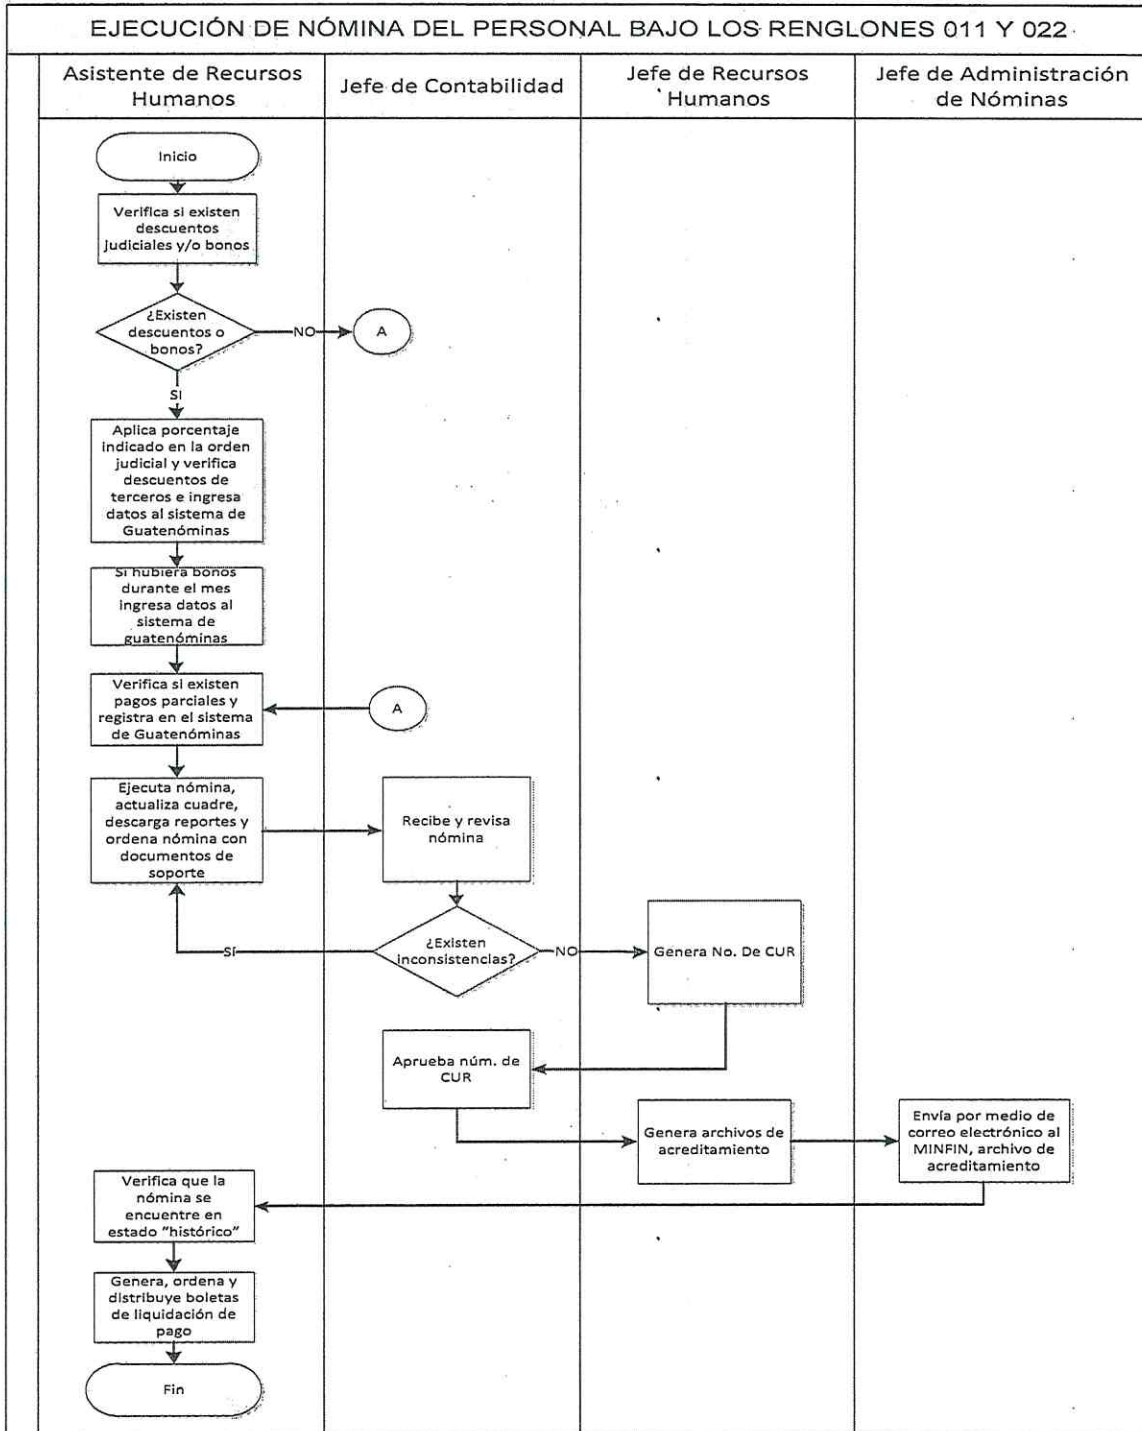 EJECUCIÓN DE NÓMINA DEL PERSONAL BAJO LOS RENGLONES 011 Y 022
Asistente de Recursos
Humanos
Jefe de Contabilidad
Jefe de Recursos
Humanos
Jefe de Administración
de Nóminas
Inicio
Verifica si existen
descuentos
judiciales y/o bonos
¿Existen
descuentos o
bonos?
NO
A
SI
Aplica porcentaje
indicado en la orden
judicial y verifica
descuentos de
terceros e ingresa
datos al sistema de
Guatenóminas
Si hubiera bonos
durante el mes
ingresa datos al
sistema de
guatenóminas
Verifica si existen
pagos parciales y
registra en el sistema
de Guatenóminas
A
Ejecuta nómina,
actualiza cuadre,
descarga reportes y
ordena nómina con
documentos de
soporte
Recibe y revisa
nómina
¿Existen
inconsistencias?
SÍ
NO
Genera No. De CUR
Aprueba núm. de
CUR
Genera archivos de
acreditamiento
Envía por medio de
correo electrónico al
MINFIN, archivo de
acreditamiento
Verifica que la
nómina se
encuentre en
estado "histórico"
Genera, ordena y
distribuye boletas
de liquidación de
pago
Fin